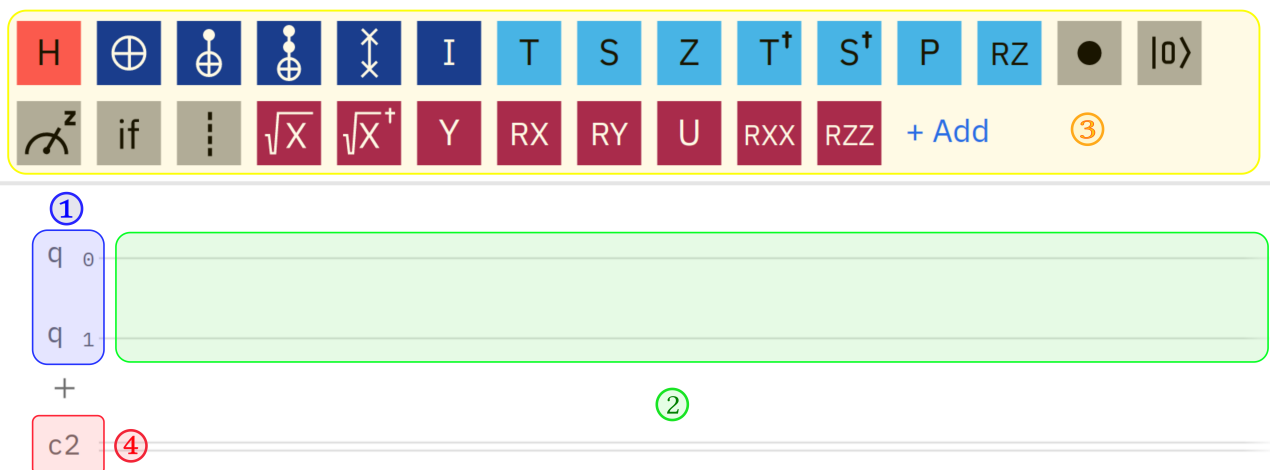 H ⊕ I T S Z T† S† P RZ |0⟩
z if √X √X† Y RX RY U RXX RZZ + Add ③
①
q 0
q 1
+
②
c2 ④